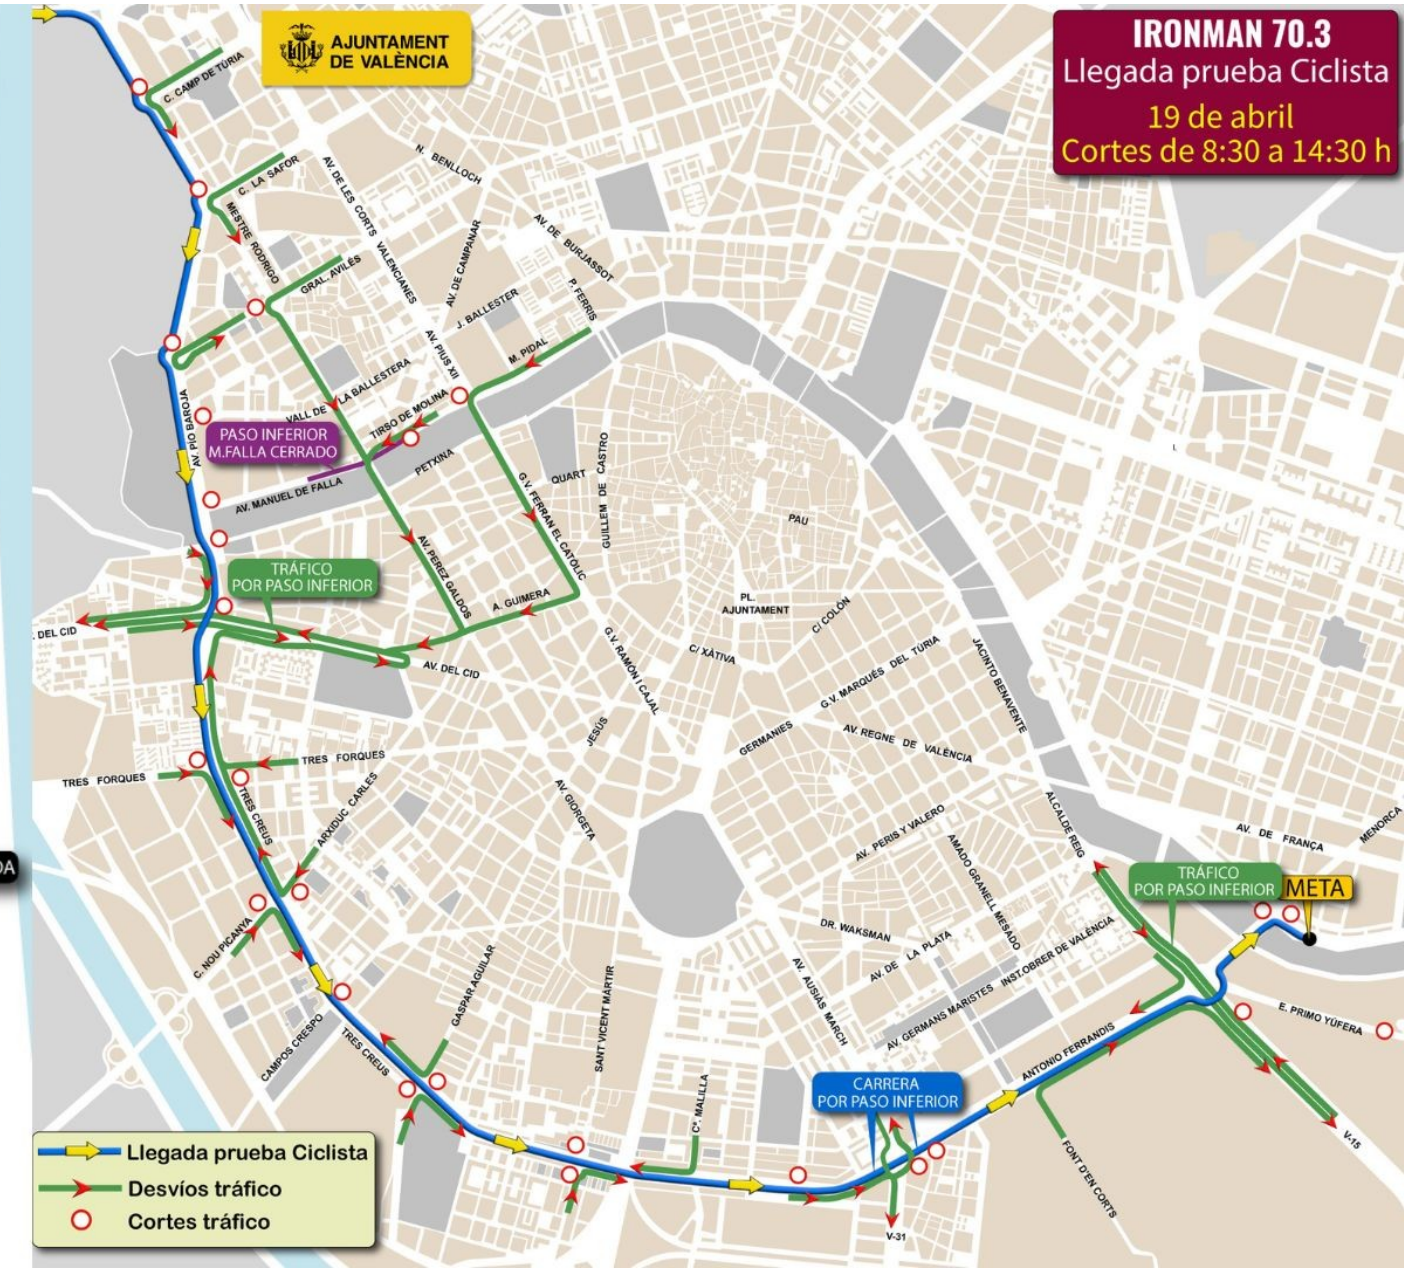 AJUNTAMENT
DE VALÈNCIA
IRONMAN 70.3
Llegada prueba Ciclista
19 de abril
Cortes de 8:30 a 14:30 h
C. CAMP DE TÚRIA
C. LA SAFOR
MESTRE RODRIGO
GRAL. AVILÉS
AV. DE LES CORTS VALENCIANES
N. BENLLOCH
AV. DE CAMPANAR
AV. DE BURJASSOT
J. BALLESTER
P. FERRIS
M. PIDAL
AV. PIUS XII
VALL DE LA BALLESTERA
TIRSO DE MOLINA
AV. PIO BAROJA
PASO INFERIOR
M.FALLA CERRADO
AV. MANUEL DE FALLA
PETXINA
QUART
GUILLEM DE CASTRO
G.V. FERRAN EL CATÒLIC
PAU
AV. PEREZ GALDOS
A. GUIMERA
TRÁFICO
POR PASO INFERIOR
. DEL CID
AV. DEL CID
PL.
AJUNTAMENT
C/ COLÓN
C/ XÀTIVA
G.V. RAMÓN I CAJAL
G.V. MARQUÉS DEL TÚRIA
JACINTO BENAVENTE
GERMANIES
AV. REGNE DE VALÈNCIA
JESÚS
TRES FORQUES
TRES FORQUES
TRES CREUS
ARXIDUC CARLES
AV. GIORGETA
AV. PERIS Y VALERO
ALCALDE REIG
AV. DE FRANÇA
MENORCA
DA
AMADO GRANELL MESADO
TRÁFICO
POR PASO INFERIOR
META
C. NOU PICANYA
DR. WAKSMAN
AV. DE LA PLATA
INST.OBRER DE VALÈNCIA
AV. GERMANS MARISTES
AV. AUSIÀS MARCH
GASPAR AGUILAR
SANT VICENT MÀRTIR
CAMPOS CRESPO
TRES CREUS
E. PRIMO YÚFERA
ANTONIO FERRANDIS
CARRERA
POR PASO INFERIOR
Cº. MALILLA
FONT D'EN CORTS
V-15
V-31
Llegada prueba Ciclista
Desvíos tráfico
Cortes tráfico